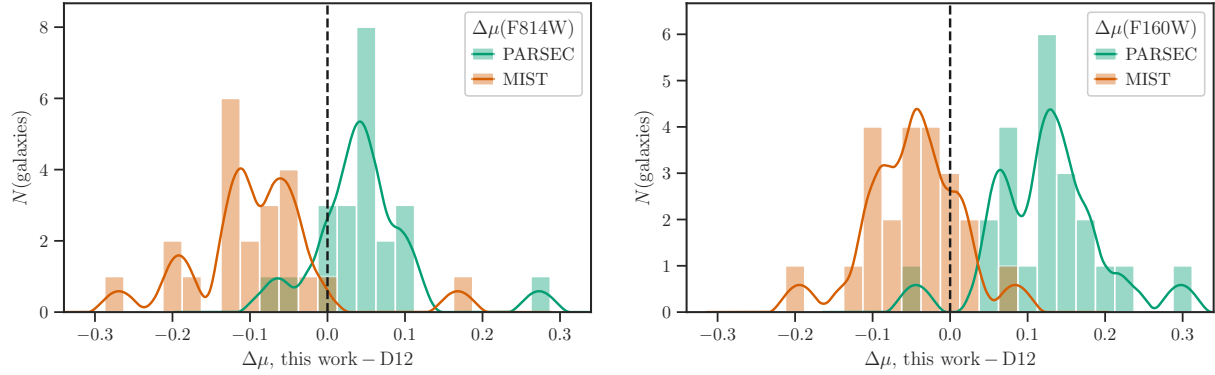 Δμ(F814W)
PARSEC
MIST
N(galaxies)
8
6
4
2
0
−0.3 −0.2 −0.1 0.0 0.1 0.2 0.3
Δμ, this work − D12
Δμ(F160W)
PARSEC
MIST
N(galaxies)
6
5
4
3
2
1
0
−0.3 −0.2 −0.1 0.0 0.1 0.2 0.3
Δμ, this work − D12